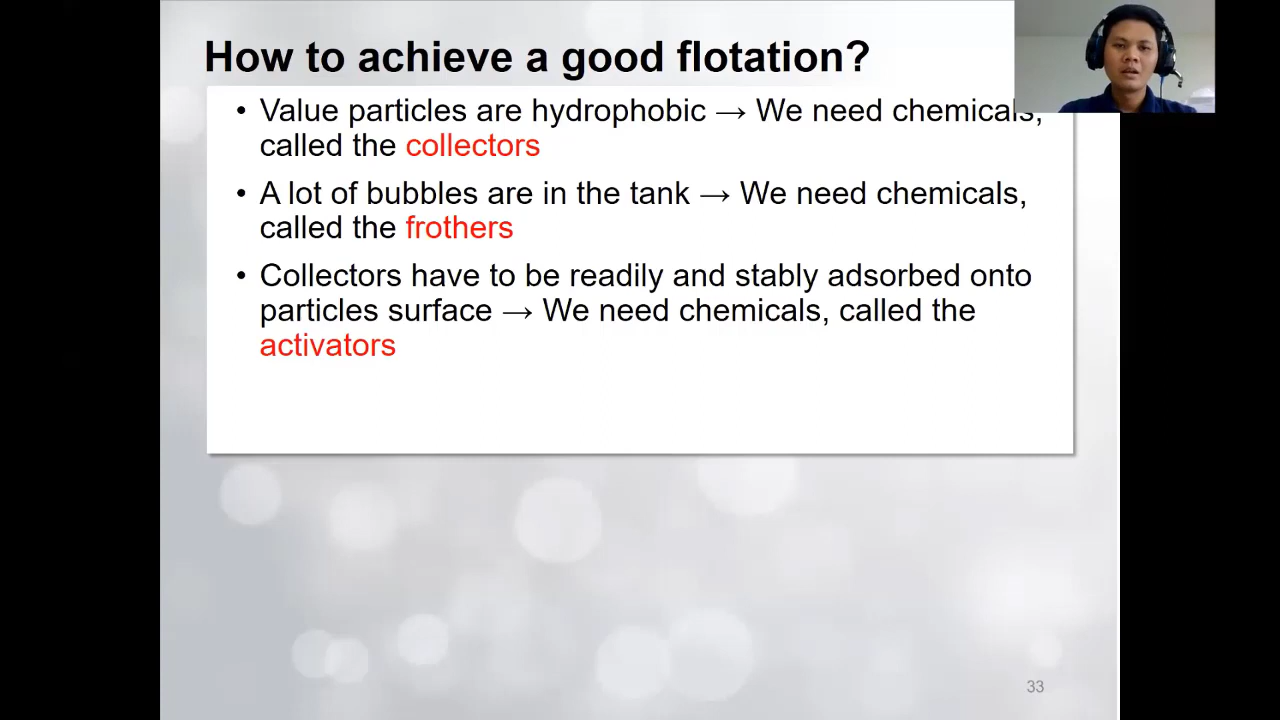 How to achieve a good flotation?
• Value particles are hydrophobic → We need chemicals,
called the collectors
• A lot of bubbles are in the tank → We need chemicals,
called the frothers
• Collectors have to be readily and stably adsorbed onto
particles surface → We need chemicals, called the
activators
33